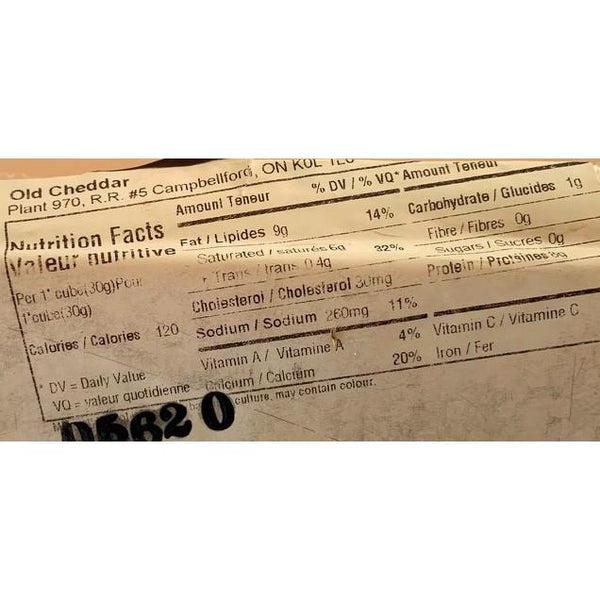 Old Cheddar
Plant 970, R.R. #5 Campbellford, ON K0L
Nutrition Facts
Valeur nutritive
Per 1" cube(30g)Pour
1"cube(30g)
Calories / Calories 120
* DV = Daily Value
VQ = valeur quotidienne
Amount Teneur % DV / % VQ*
Fat / Lipides 9g 14%
Saturated / saturés 6g 32%
+ Trans / trans 0.4g
Cholesterol / Cholésterol 30mg
Sodium / Sodium 260mg 11%
Vitamin A / Vitamine A 4%
Calcium / Calcium 20%
Amount Teneur
Carbohydrate / Glucides 1g
Fibre / Fibres 0g
Sugars / Sucres 0g
Protein / Protéines 8g
Vitamin C / Vitamine C
Iron / Fer
culture, may contain colour.
05620